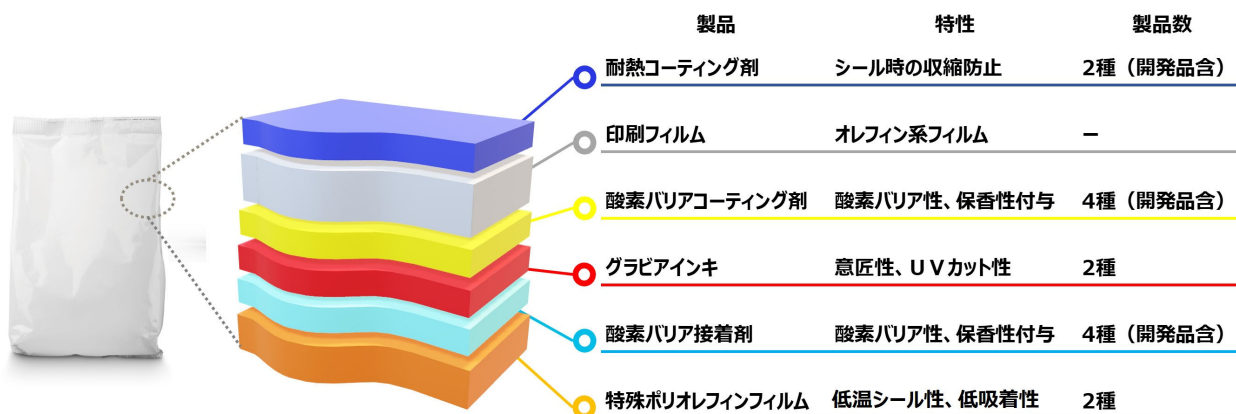 製品 特性 製品数
耐熱コーティング剤 シール時の収縮防止 2種（開発品含）
印刷フィルム オレフィン系フィルム －
酸素バリアコーティング剤 酸素バリア性、保香性付与 4種（開発品含）
グラビアインキ 意匠性、ＵＶカット性 2種
酸素バリア接着剤 酸素バリア性、保香性付与 4種（開発品含）
特殊ポリオレフィンフィルム 低温シール性、低吸着性 2種